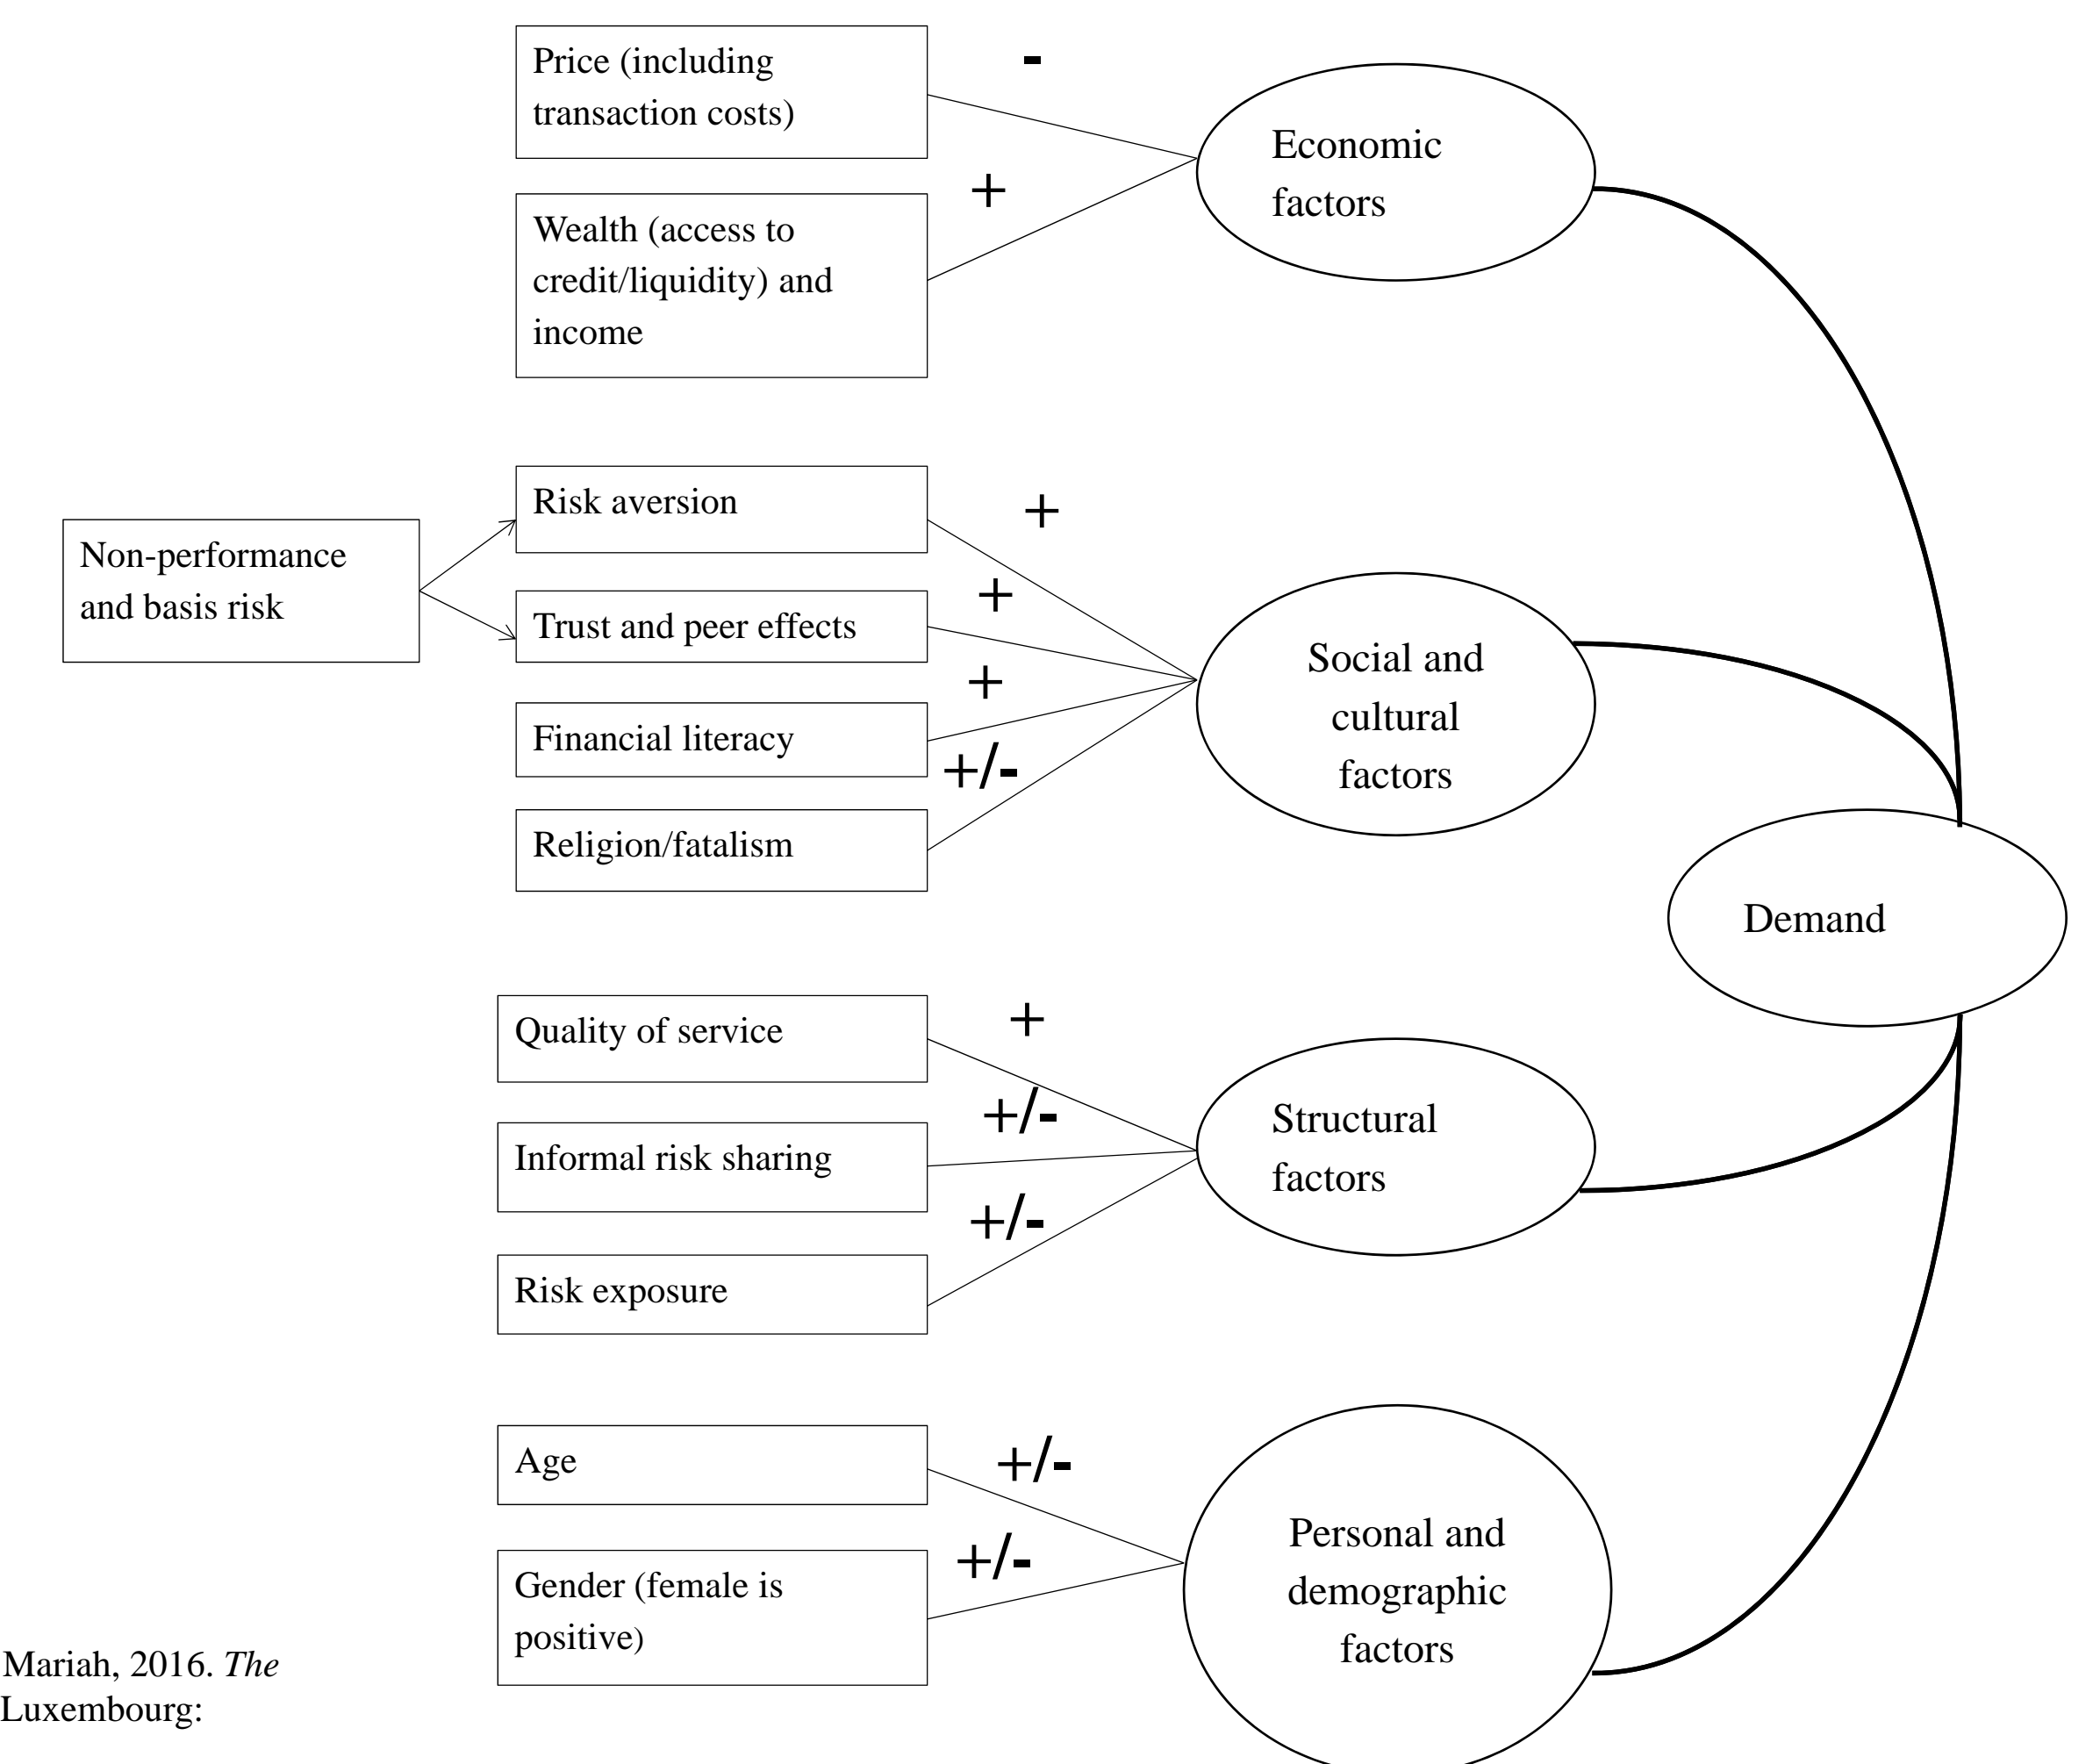 Price (including
transaction costs)
-
Economic
factors
+
Wealth (access to
credit/liquidity) and
income
Risk aversion
+
Non-performance
and basis risk
+
Trust and peer effects
+
Social and
cultural
factors
Financial literacy
+/-
Religion/fatalism
Demand
Quality of service
+
+/-
Structural
factors
Informal risk sharing
+/-
Risk exposure
Age
+/-
+/-
Gender (female is
positive)
Personal and
demographic
factors
Mariah, 2016. The
Luxembourg: